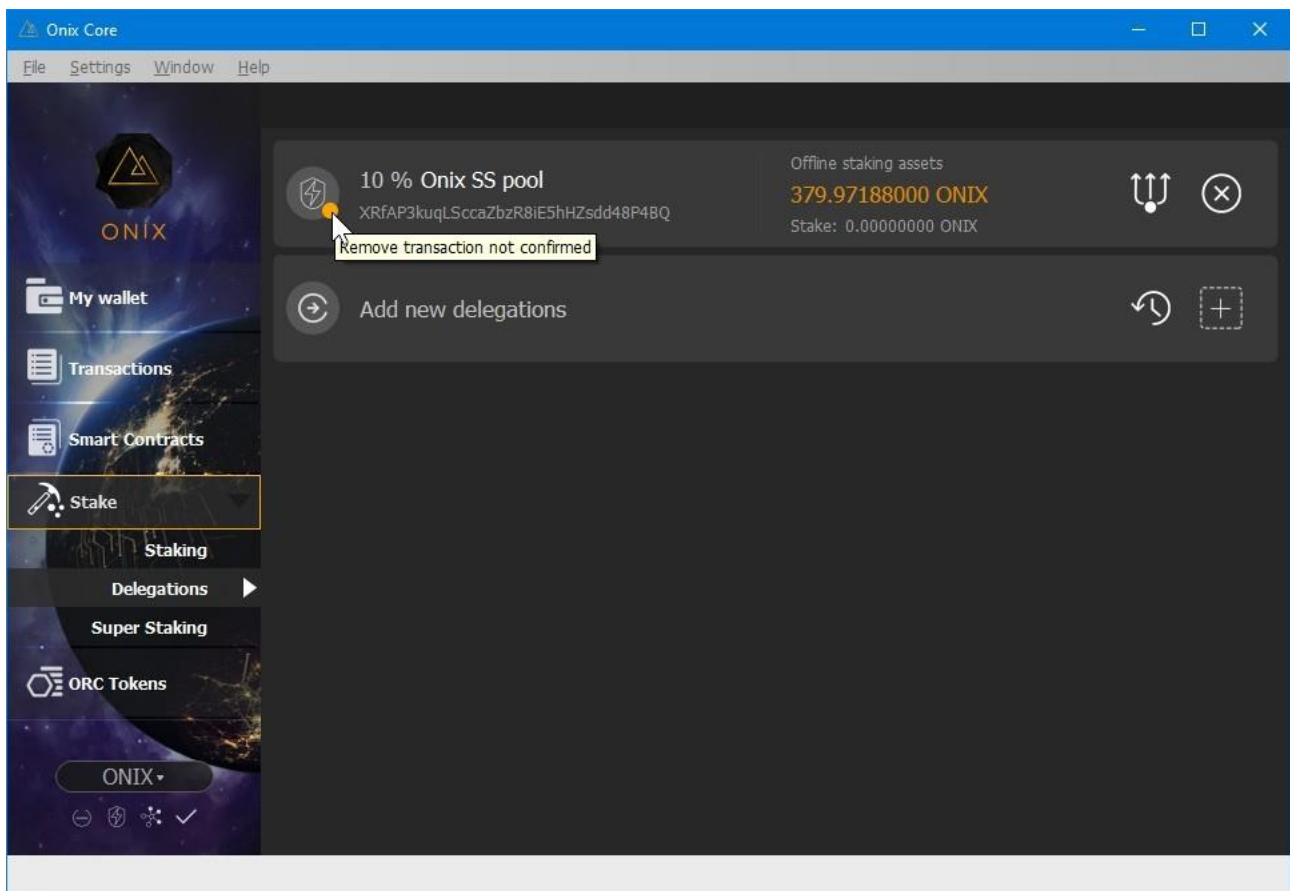 Onix Core
File Settings Window Help
ONIX
My wallet
Transactions
Smart Contracts
Stake
Staking
Delegations
Super Staking
ORC Tokens
ONIX
10 % Onix SS pool
XRfAP3kuqLSccaZbzR8iE5hHZsdd48P4BQ
Remove transaction not confirmed
Offline staking assets
379.97188000 ONIX
Stake: 0.00000000 ONIX
Add new delegations